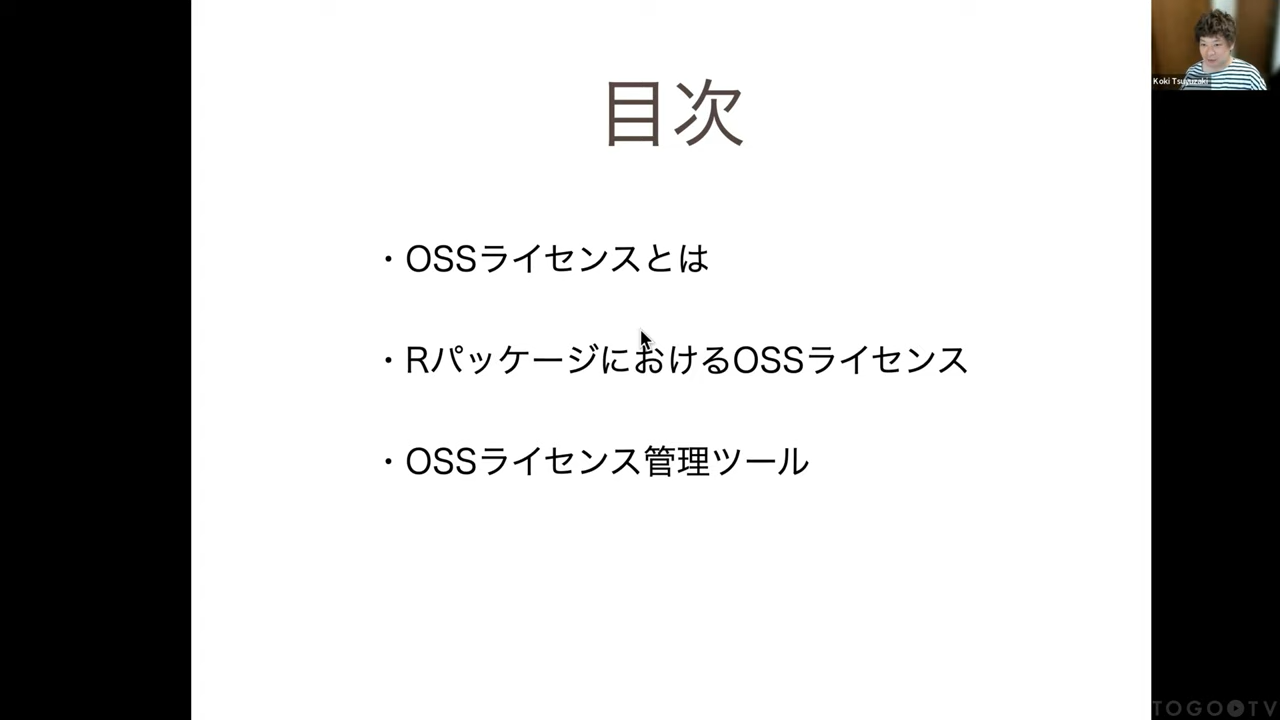 目次
・OSSライセンスとは
・RパッケージにおけるOSSライセンス
・OSSライセンス管理ツール
Koki Tsuyuzaki
TOGOTV